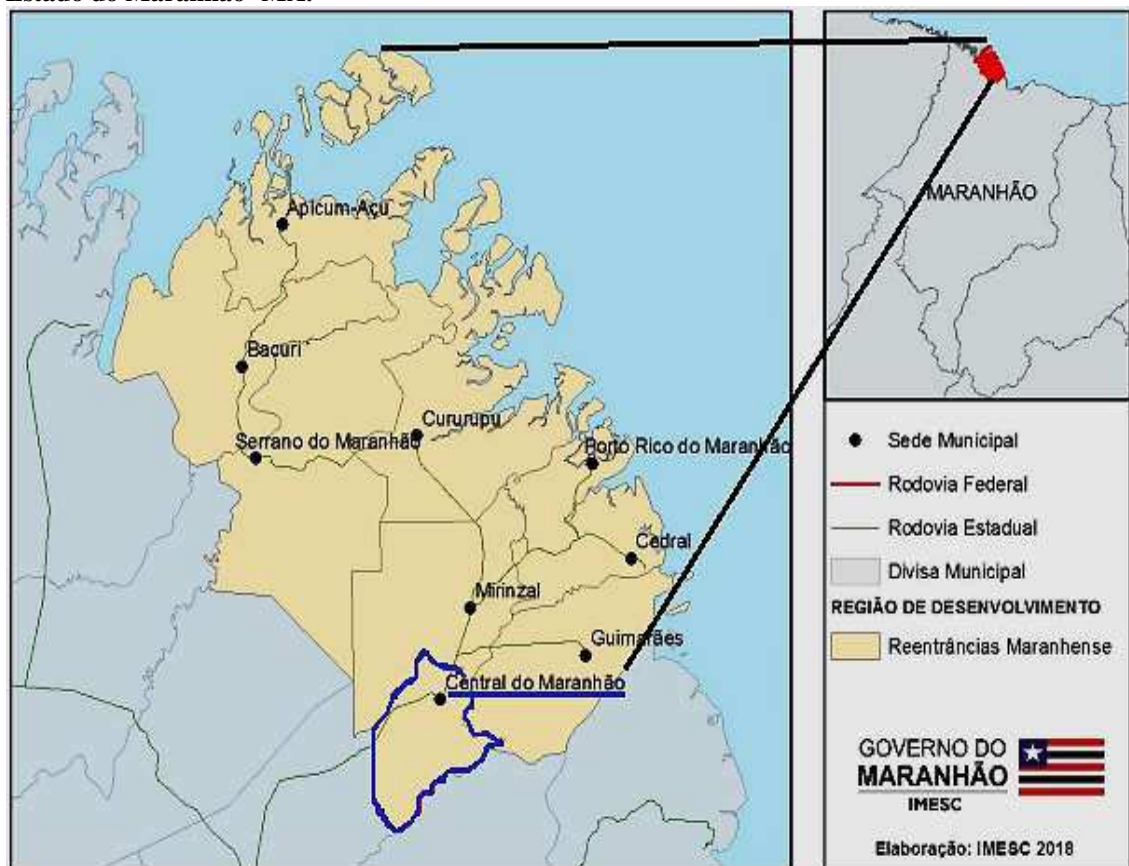 Estado do Maranhão- MA.
Apicum-Açu
Bacuri
Cururupu
Serrano do Maranhão
Porto Rico do Maranhão
Cedral
Mirinzal
Guimarães
Central do Maranhão
MARANHÃO
Sede Municipal
Rodovia Federal
Rodovia Estadual
Divisa Municipal
REGIÃO DE DESENVOLVIMENTO
Reentrâncias Maranhense
GOVERNO DO
MARANHÃO
IMESC
Elaboração: IMESC 2018